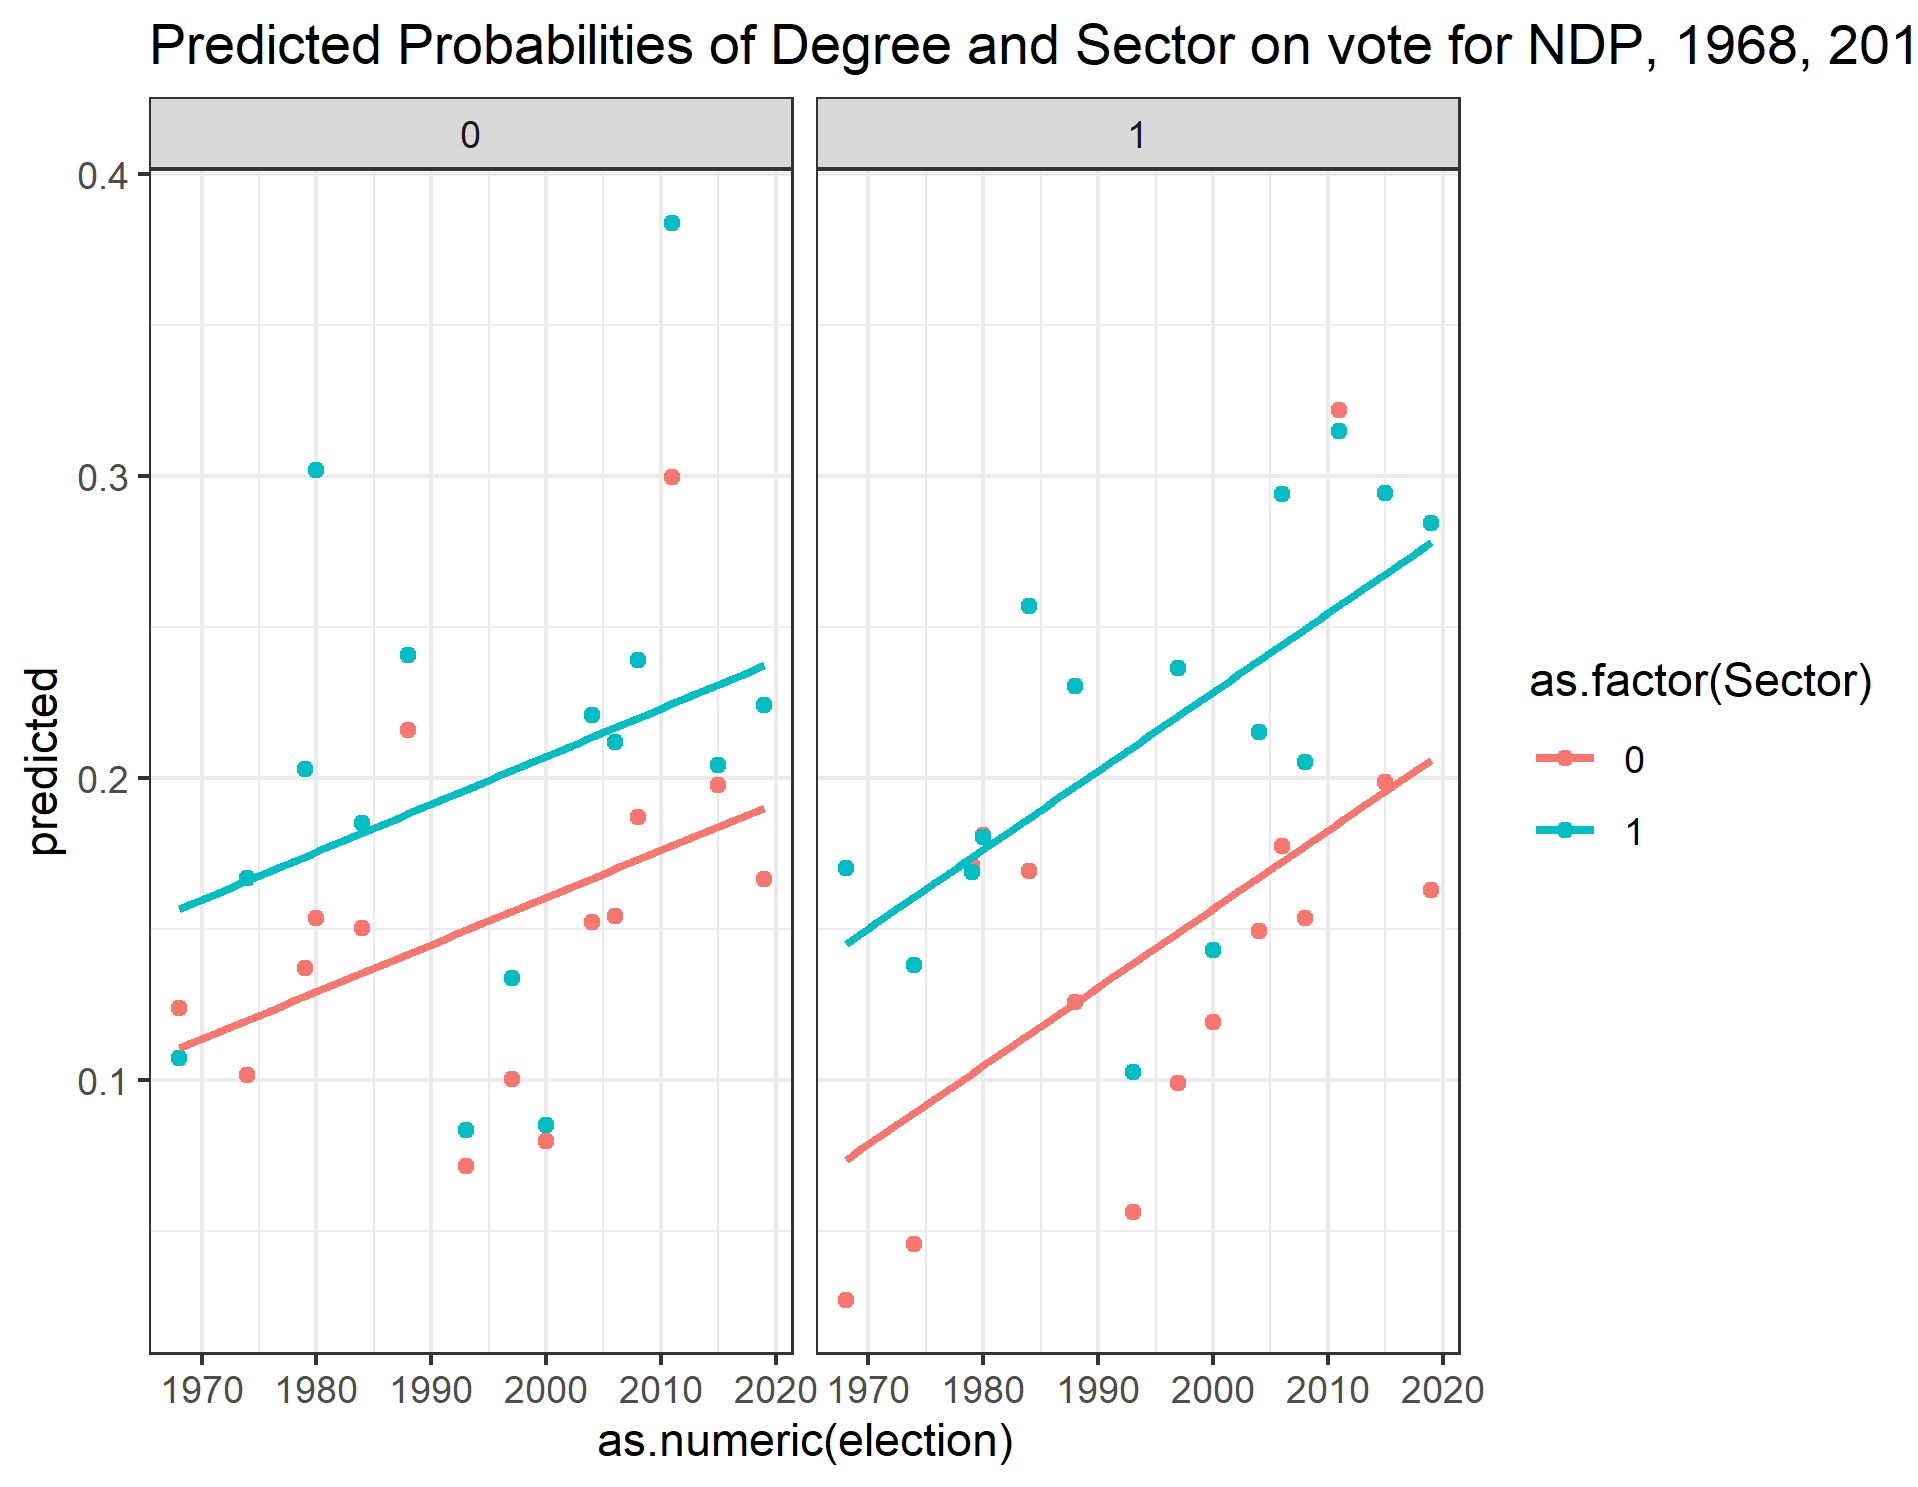 Predicted Probabilities of Degree and Sector on vote for NDP, 1968, 201
0
1
0.4
0.3
0.2
0.1
predicted
1970 1980 1990 2000 2010 2020
1970 1980 1990 2000 2010 2020
as.numeric(election)
as.factor(Sector)
0
1